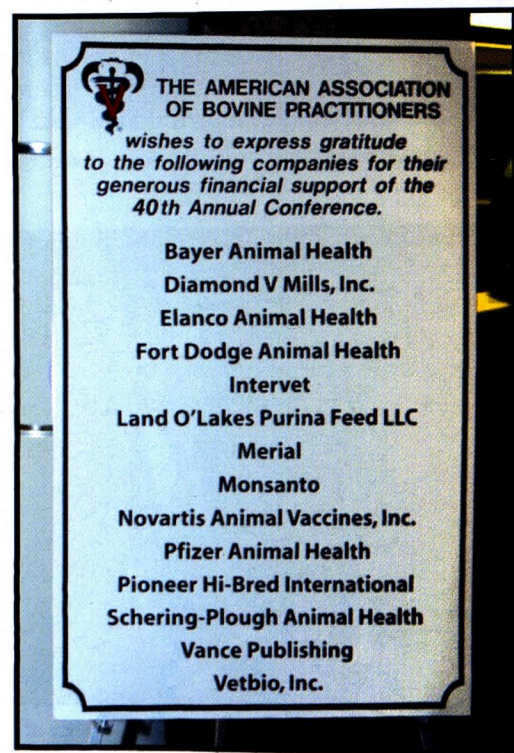 V
THE AMERICAN ASSOCIATION
OF BOVINE PRACTITIONERS
wishes to express gratitude
to the following companies for their
generous financial support of the
40th Annual Conference.
Bayer Animal Health
Diamond V Mills, Inc.
Elanco Animal Health
Fort Dodge Animal Health
Intervet
Land O'Lakes Purina Feed LLC
Merial
Monsanto
Novartis Animal Vaccines, Inc.
Pfizer Animal Health
Pioneer Hi-Bred International
Schering-Plough Animal Health
Vance Publishing
Vetbio, Inc.